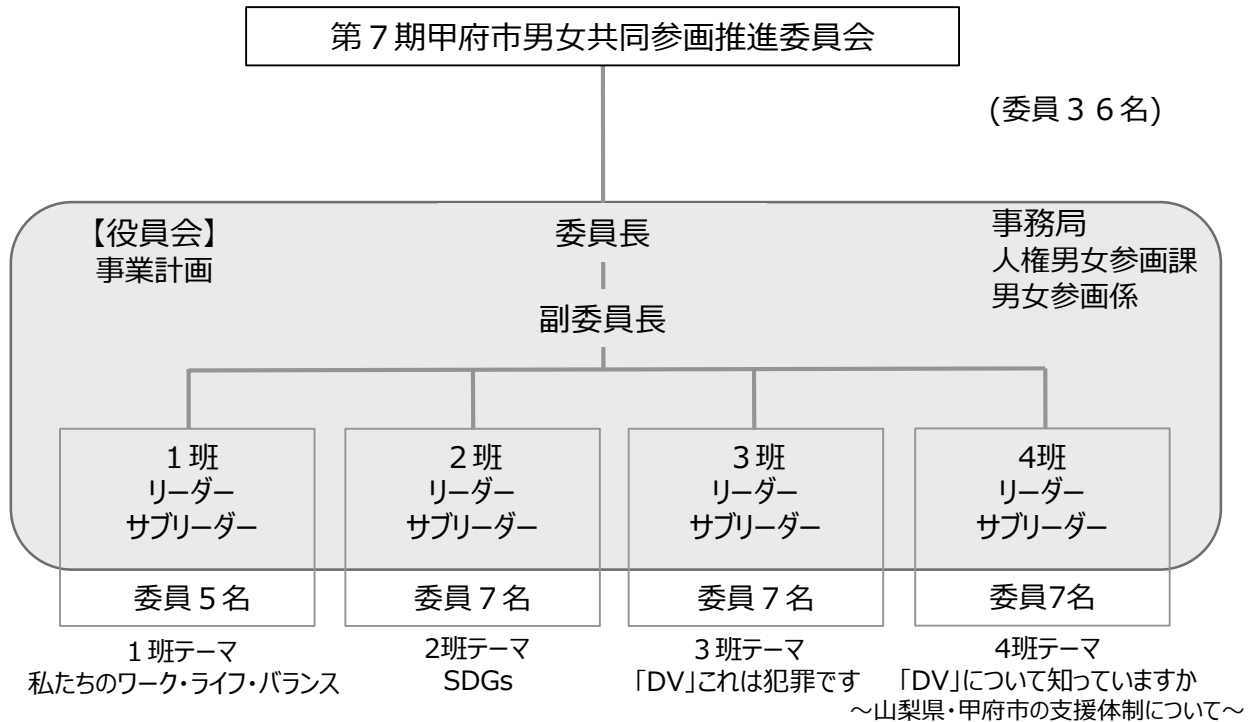 第７期甲府市男女共同参画推進委員会
(委員３６名)
【役員会】
事業計画
委員長
副委員長
事務局
人権男女参画課
男女参画係
１班
リーダー
サブリーダー
委員５名
１班テーマ
私たちのワーク・ライフ・バランス
２班
リーダー
サブリーダー
委員７名
2班テーマ
SDGs
３班
リーダー
サブリーダー
委員７名
３班テーマ
「DV」これは犯罪です
4班
リーダー
サブリーダー
委員7名
4班テーマ
「DV」について知っていますか
～山梨県・甲府市の支援体制について～